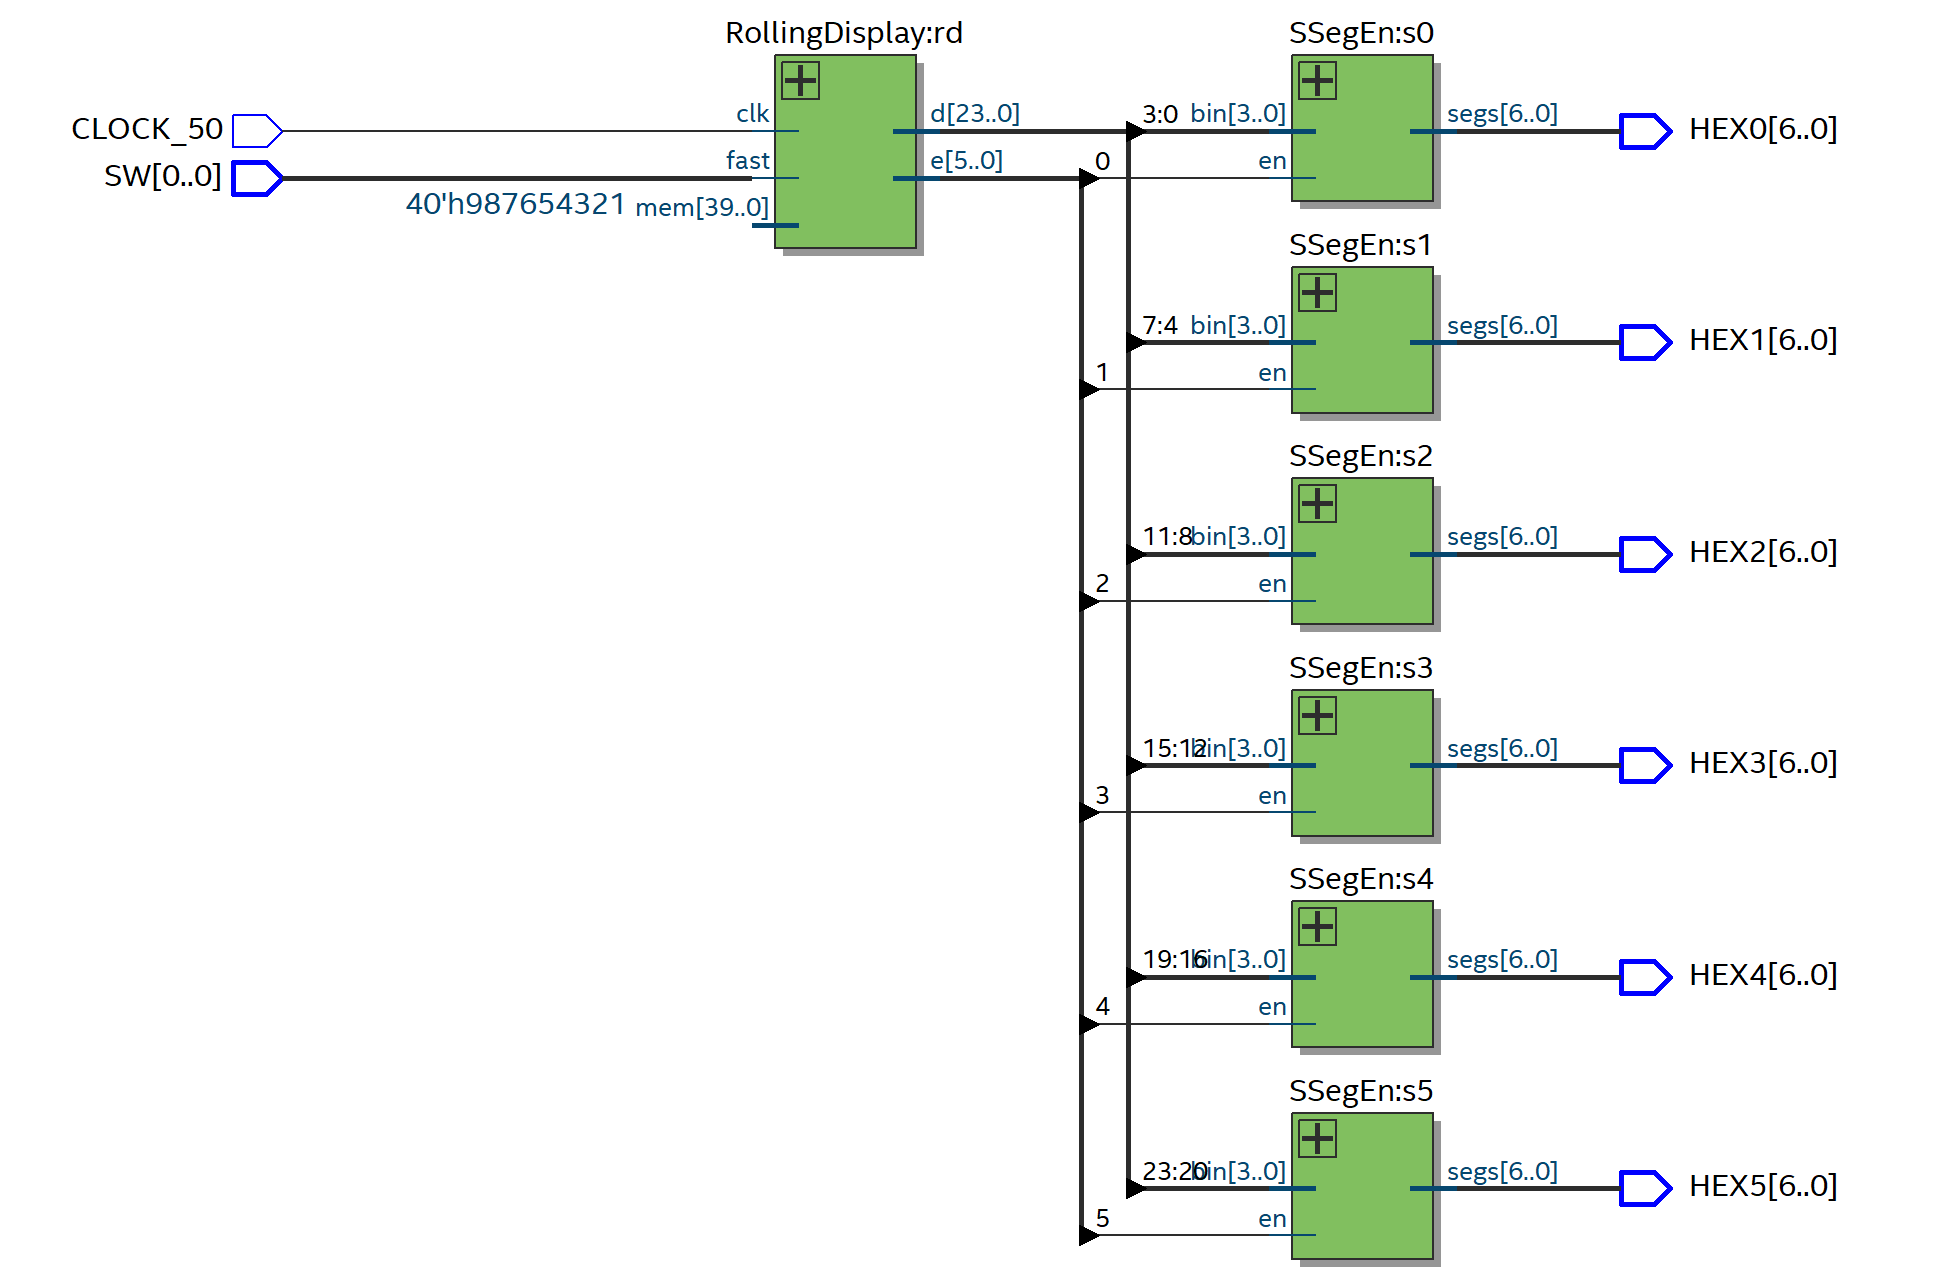 RollingDisplay:rd
SSegEn:s0
CLOCK_50
clk
d[23..0]
3:0
bin[3..0]
segs[6..0]
HEX0[6..0]
SW[0..0]
fast
e[5..0]
0
en
40'h987654321
mem[39..0]
SSegEn:s1
7:4
bin[3..0]
segs[6..0]
HEX1[6..0]
1
en
SSegEn:s2
11:8
bin[3..0]
segs[6..0]
HEX2[6..0]
2
en
SSegEn:s3
15:12
bin[3..0]
segs[6..0]
HEX3[6..0]
3
en
SSegEn:s4
19:16
bin[3..0]
segs[6..0]
HEX4[6..0]
4
en
SSegEn:s5
23:20
bin[3..0]
segs[6..0]
HEX5[6..0]
5
en